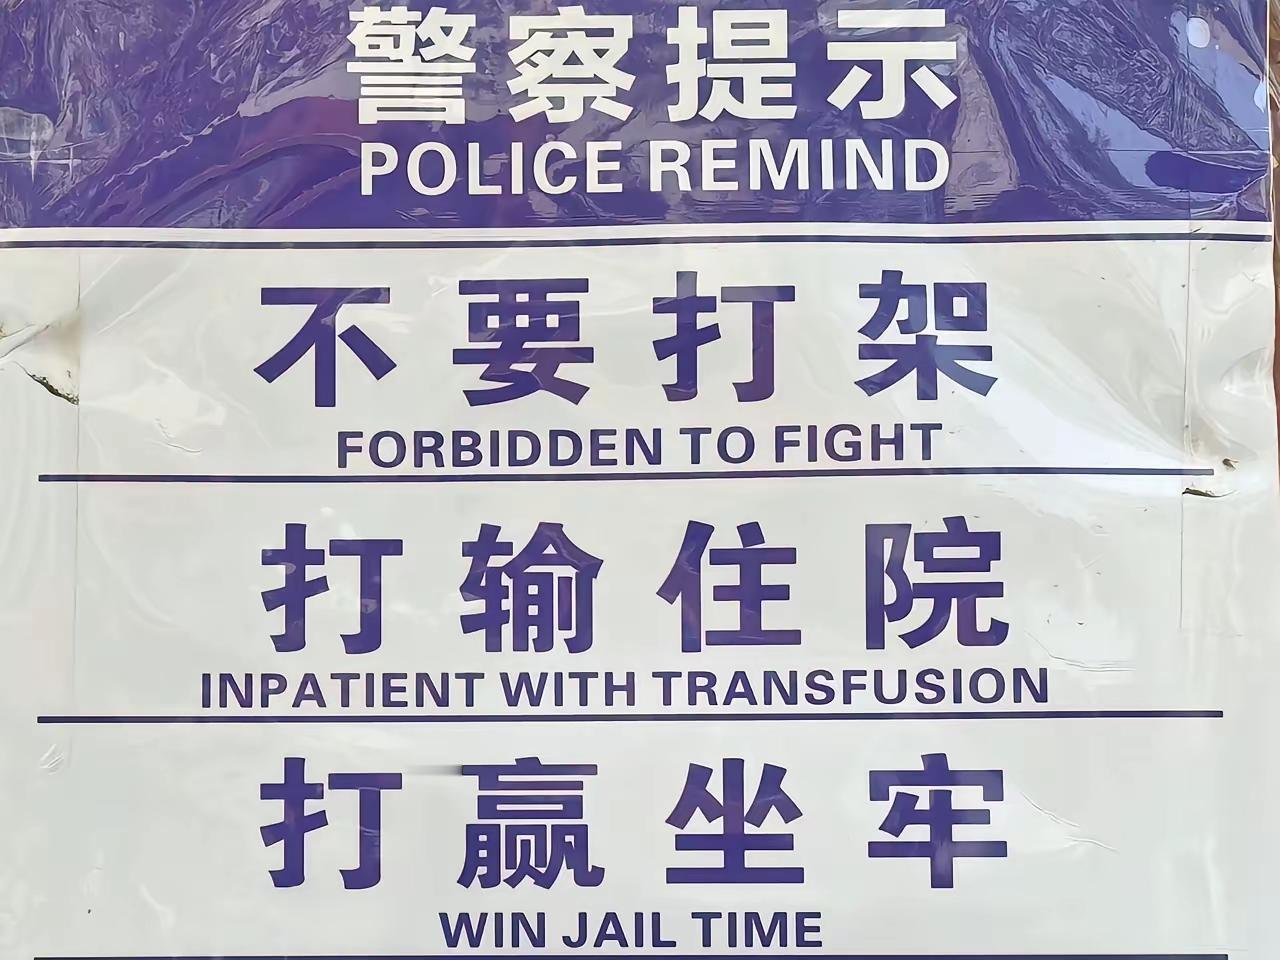 警察提示
POLICE REMIND
不要打架
FORBIDDEN TO FIGHT
打输住院
INPATIENT WITH TRANSFUSION
打赢坐牢
WIN JAIL TIME